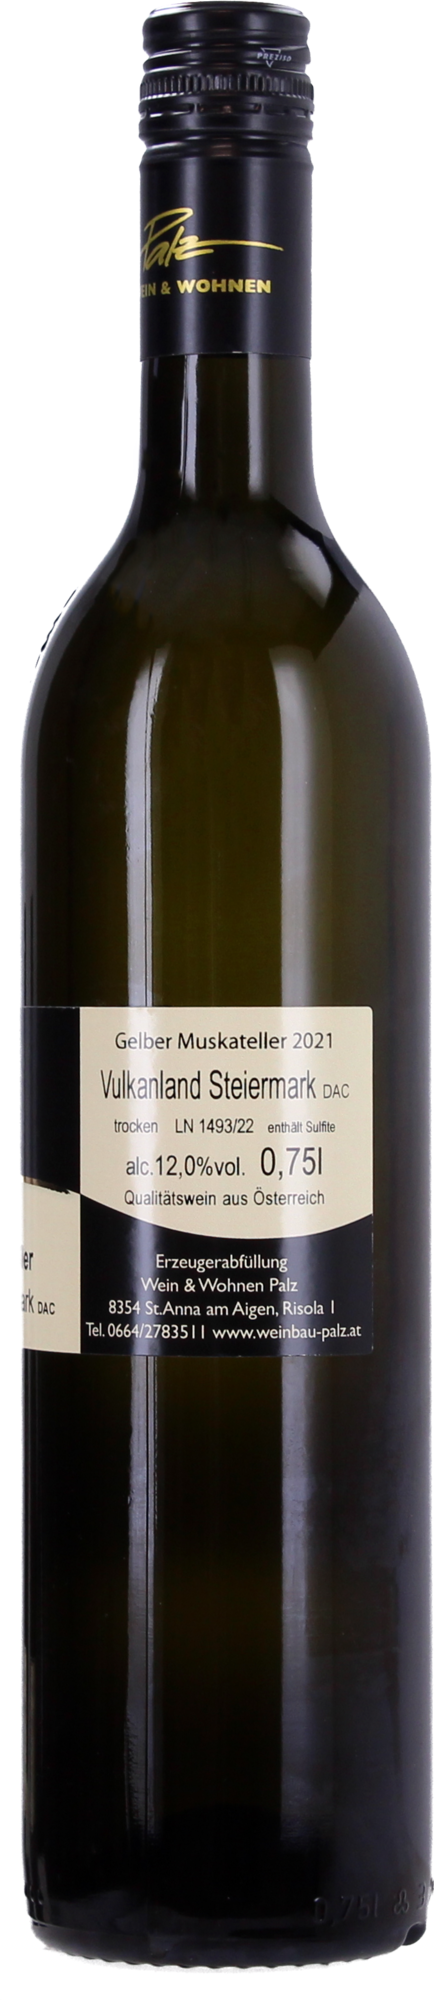 PREZISO
Palz
EIN & WOHNEN
Gelber Muskateller 2021
Vulkanland Steiermark DAC
trocken LN 1493/22 enthält Sulfite
alc.12,0%vol. 0,75l
Qualitätswein aus Österreich
er
ark DAC
Erzeugerabfüllung
Wein & Wohnen Palz
8354 St.Anna am Aigen, Risola 1
Tel. 0664/2783511 www.weinbau-palz.at
0,75l